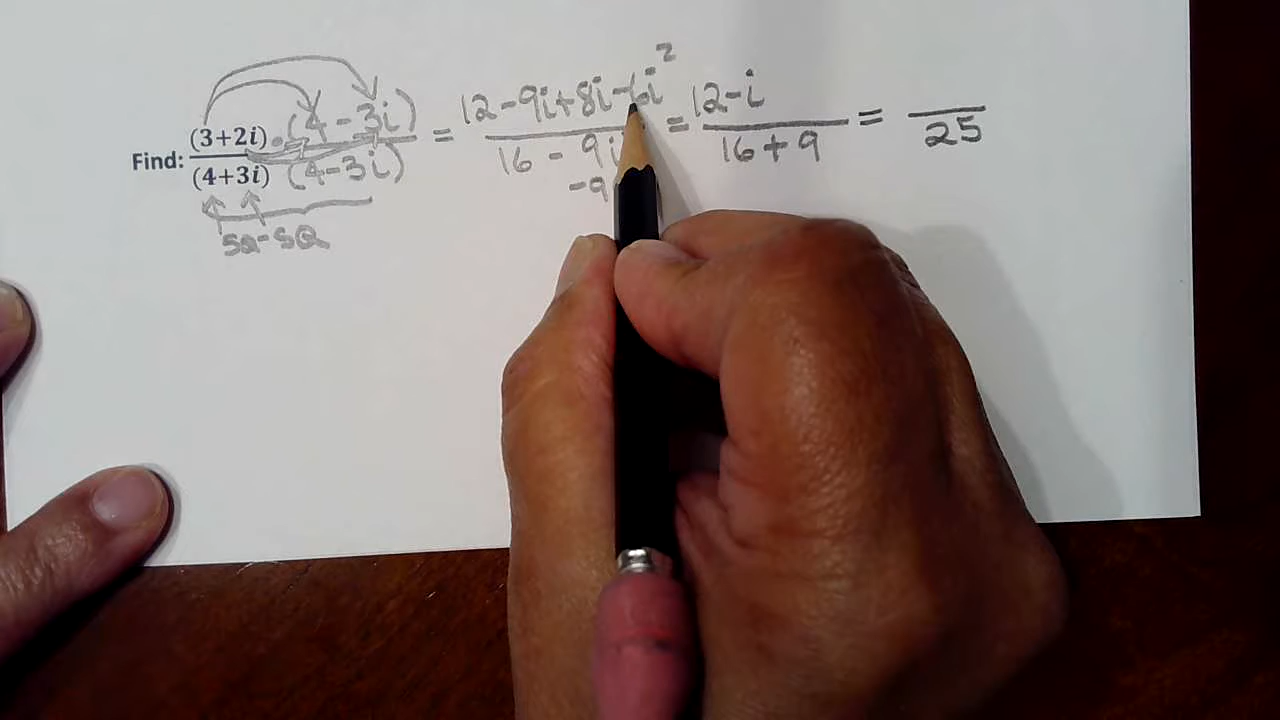 Find: (3+2i) · (4-3i) / (4+3i) (4-3i) = 12-9i+8i-6i² / 16 - 9i = 12-i / 16+9 = / 25
-9
SQ-SQ